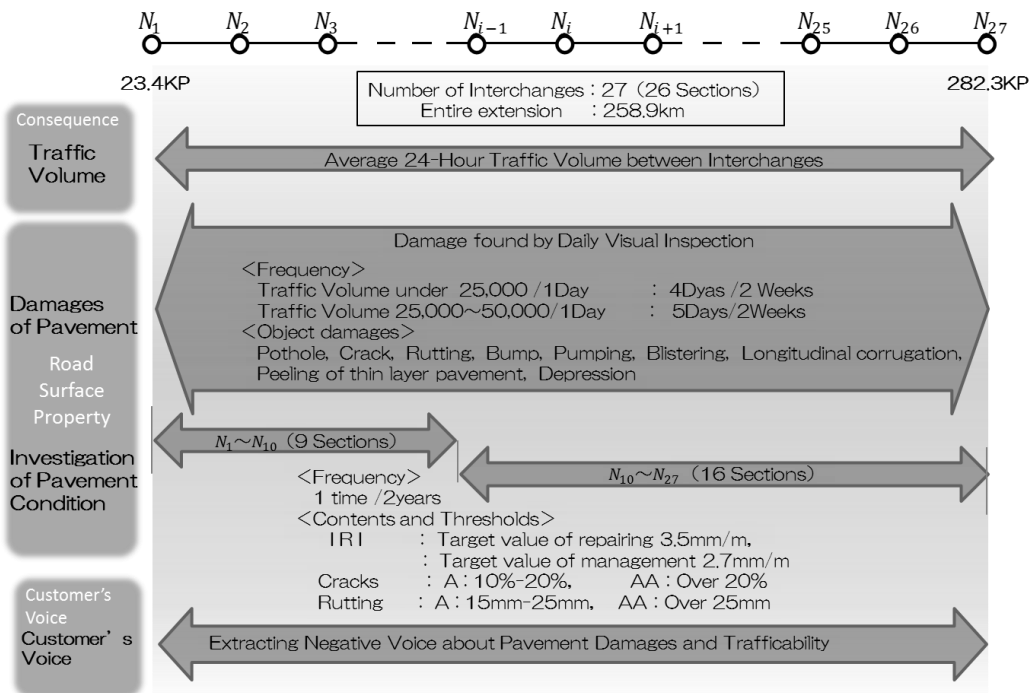 N₁ N₂ N₃ Nᵢ₋₁ Nᵢ Nᵢ₊₁ N₂₅ N₂₆ N₂₇
23.4KP 282.3KP
Number of Interchanges : 27 (26 Sections)
Entire extension : 258.9km
Consequence
Traffic
Volume
Average 24-Hour Traffic Volume between Interchanges
Damage found by Daily Visual Inspection
<Frequency>
Traffic Volume under 25,000 /1Day : 4Dyas /2 Weeks
Traffic Volume 25,000～50,000/1Day : 5Days/2Weeks
<Object damages>
Pothole, Crack, Rutting, Bump, Pumping, Blistering, Longitudinal corrugation,
Peeling of thin layer pavement, Depression
Damages
of Pavement
Road
Surface
Property
Investigation
of Pavement
Condition
N₁～N₁₀ (9 Sections)
N₁₀～N₂₇ (16 Sections)
<Frequency>
1 time /2years
<Contents and Thresholds>
IRI : Target value of repairing 3.5mm/m,
: Target value of management 2.7mm/m
Cracks : A : 10%-20%, AA : Over 20%
Rutting : A : 15mm-25mm, AA : Over 25mm
Customer's
Voice
Customer's
Voice
Extracting Negative Voice about Pavement Damages and Trafficability